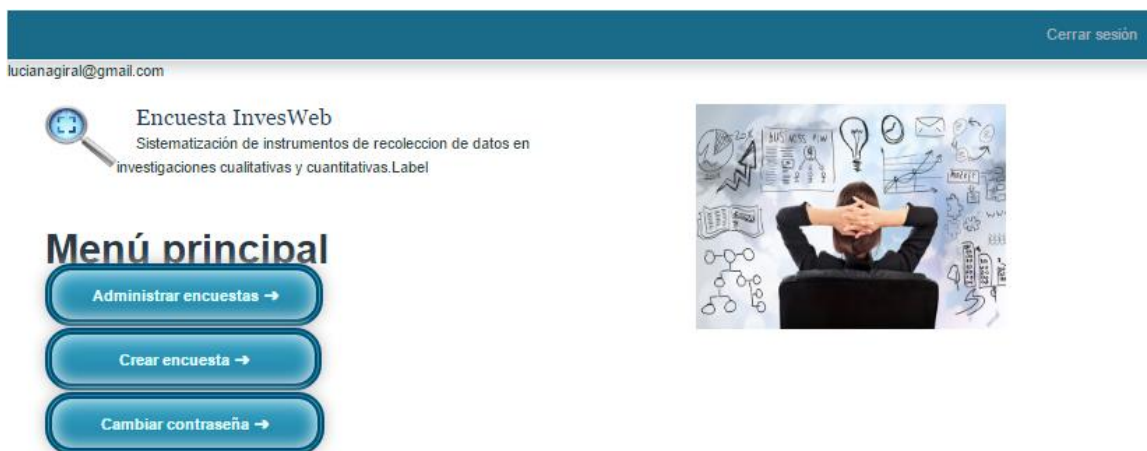 Cerrar sesión
lucianagiral@gmail.com
Encuesta InvesWeb
Sistematización de instrumentos de recoleccion de datos en
investigaciones cualitativas y cuantitativas.Label
Menú principal
Administrar encuestas ➜
Crear encuesta ➜
Cambiar contraseña ➜